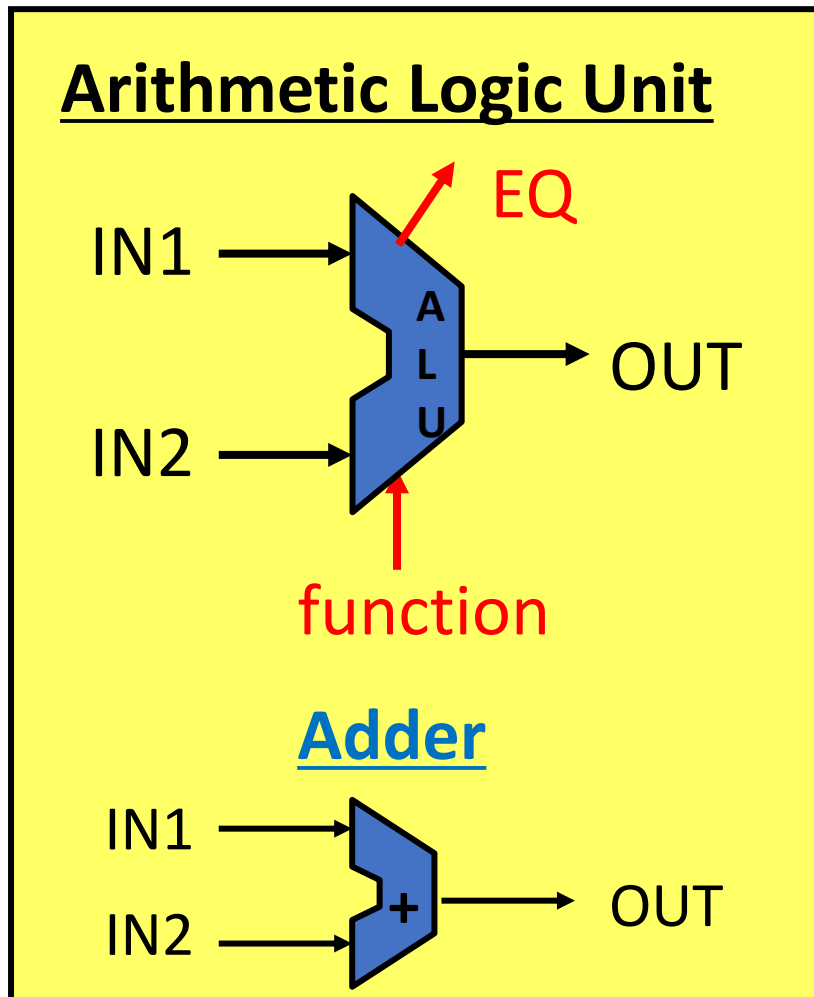 Arithmetic Logic Unit
EQ
IN1
A
L
U
OUT
IN2
function
Adder
IN1
+
IN2
OUT